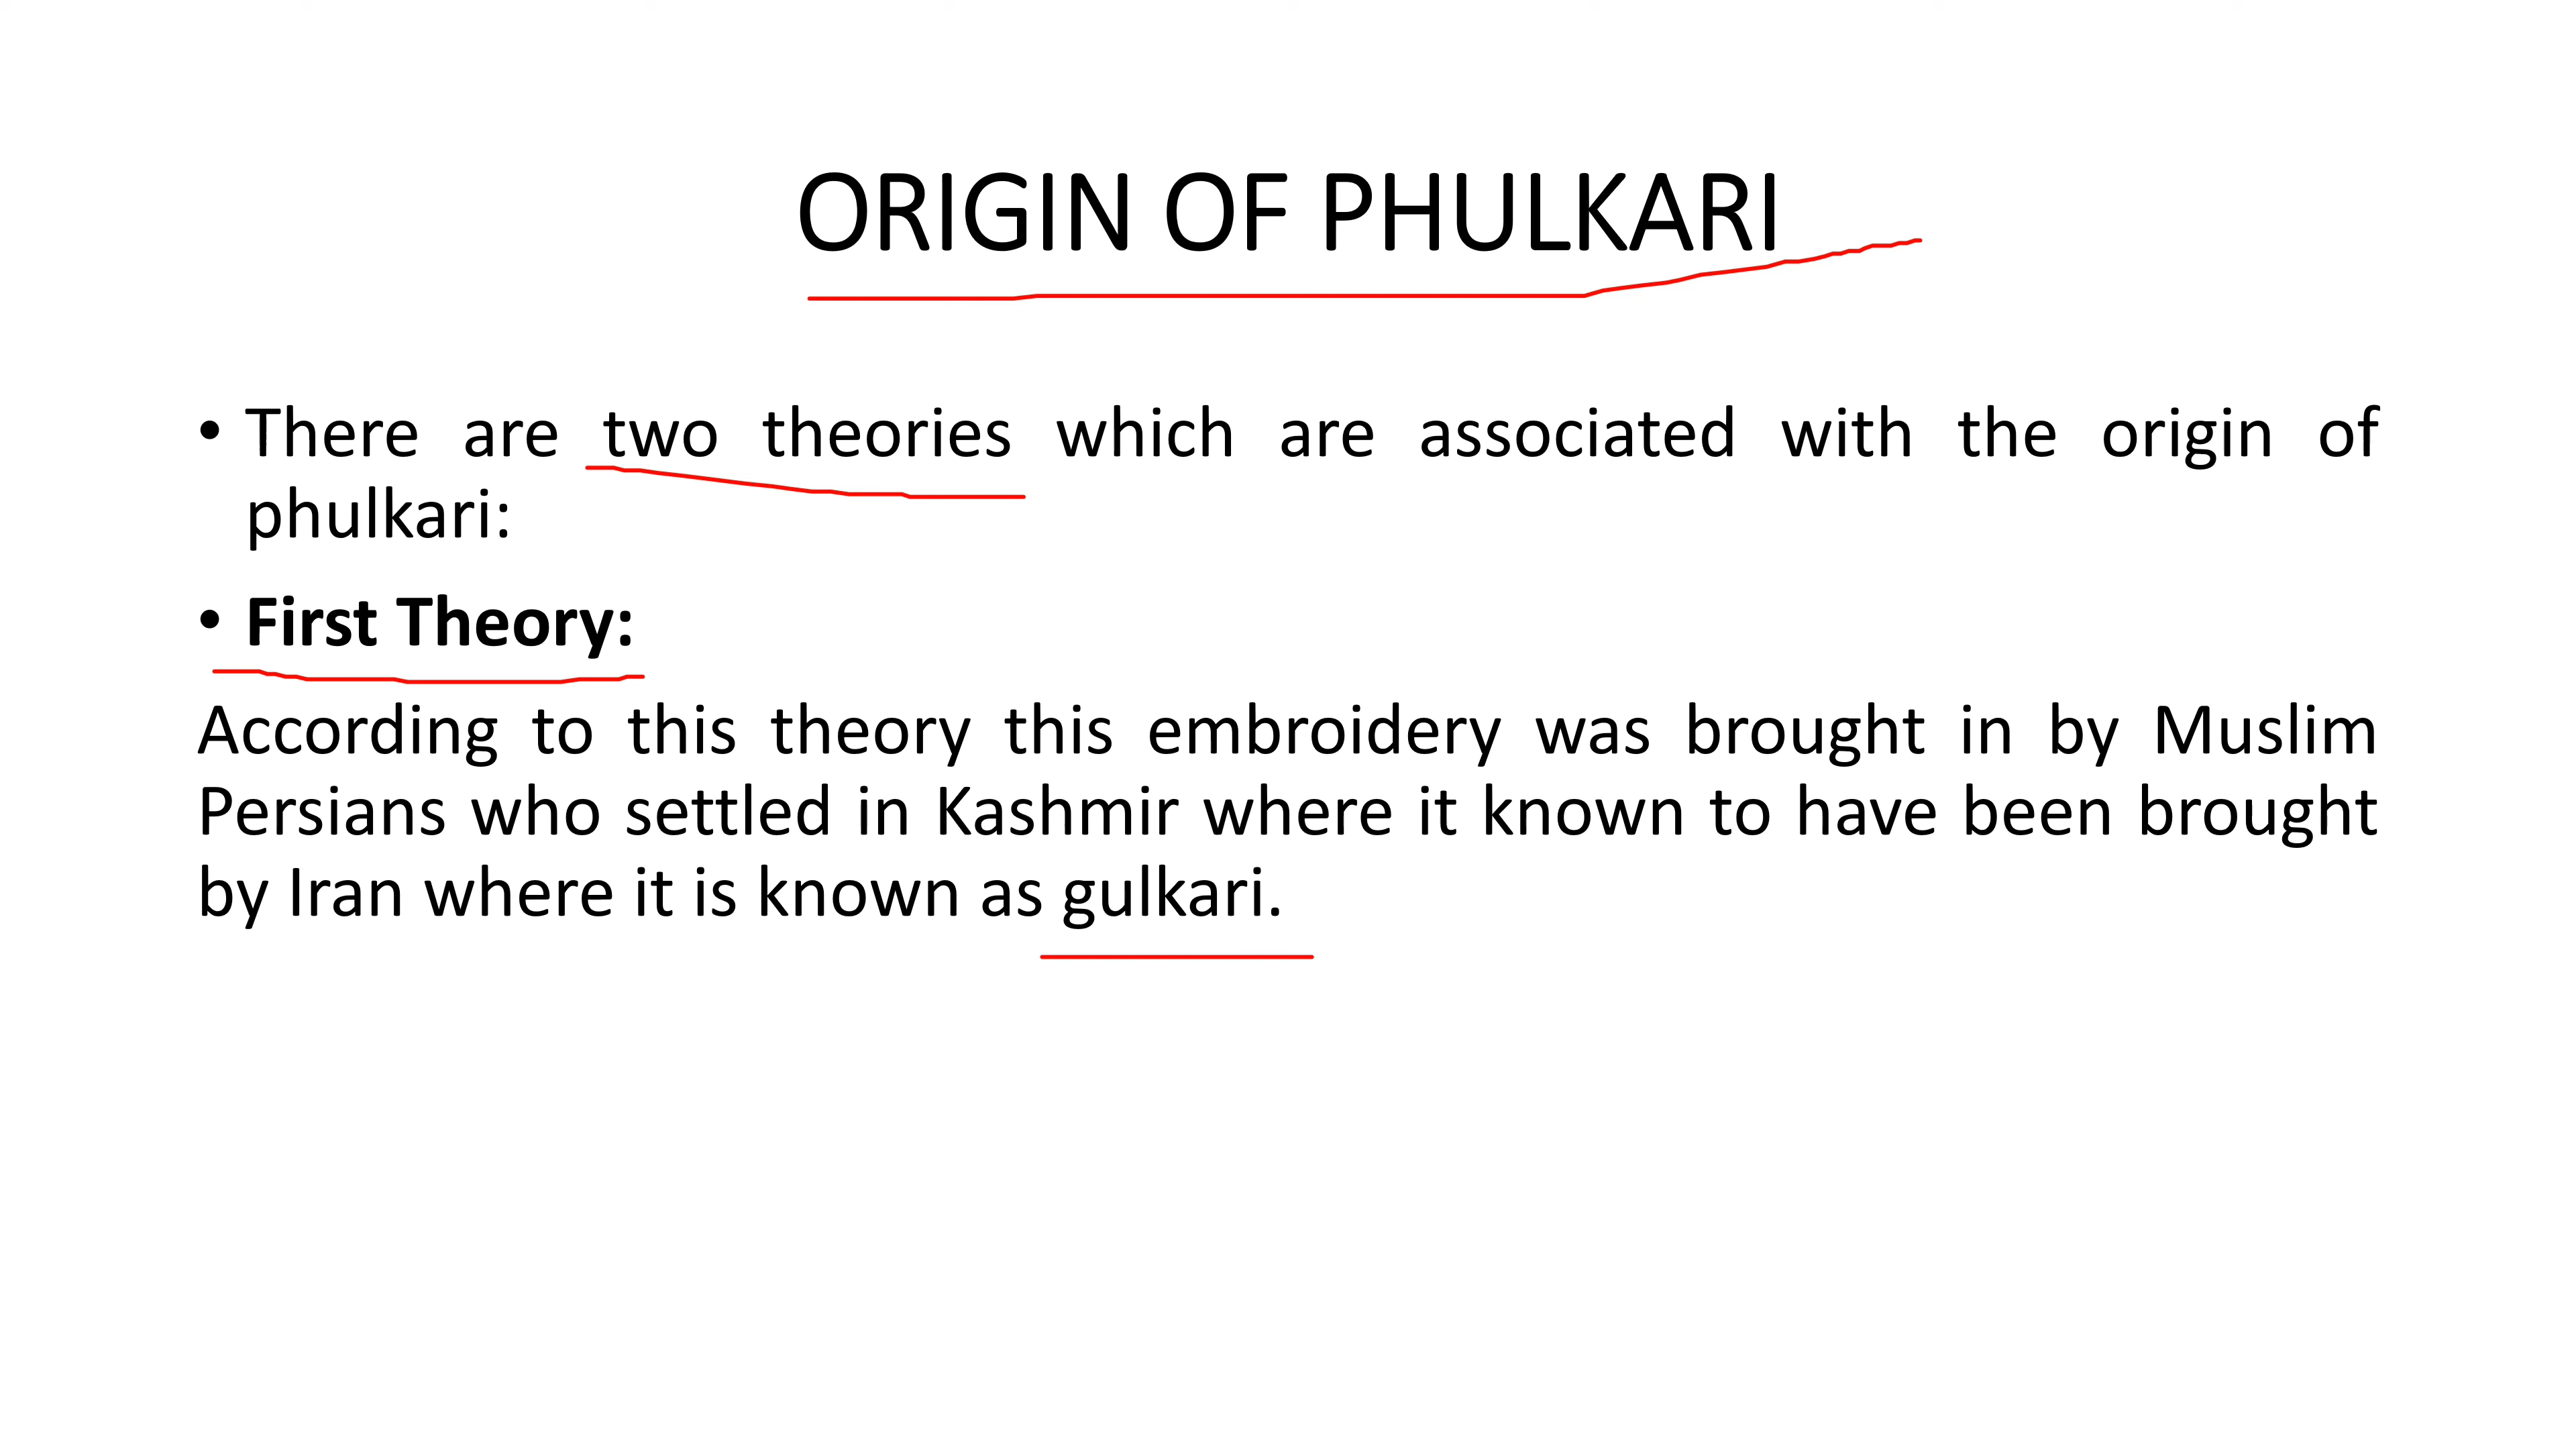 ORIGIN OF PHULKARI
• There are two theories which are associated with the origin of
phulkari:
• First Theory:
According to this theory this embroidery was brought in by Muslim
Persians who settled in Kashmir where it known to have been brought
by Iran where it is known as gulkari.